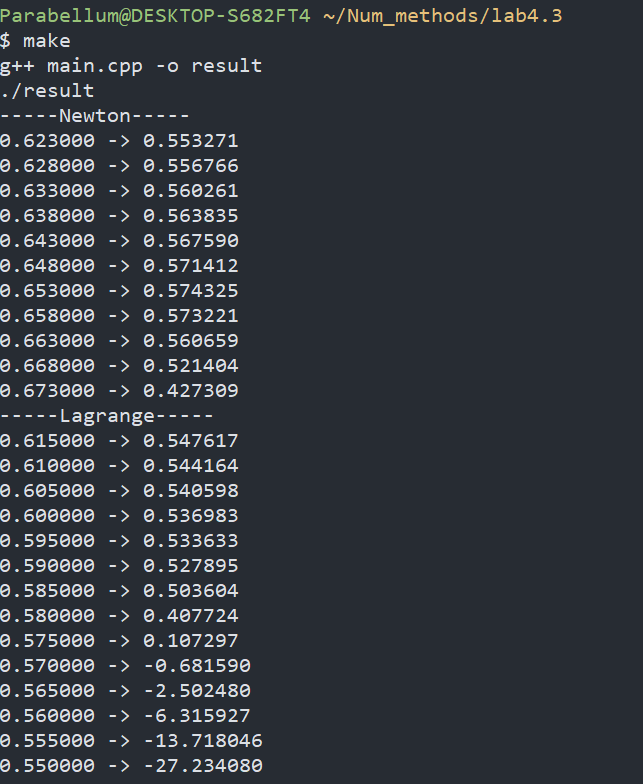 Parabellum@DESKTOP-S682FT4 ~/Num_methods/lab4.3
$ make
g++ main.cpp -o result
./result
-----Newton-----
0.623000 -> 0.553271
0.628000 -> 0.556766
0.633000 -> 0.560261
0.638000 -> 0.563835
0.643000 -> 0.567590
0.648000 -> 0.571412
0.653000 -> 0.574325
0.658000 -> 0.573221
0.663000 -> 0.560659
0.668000 -> 0.521404
0.673000 -> 0.427309
-----Lagrange-----
0.615000 -> 0.547617
0.610000 -> 0.544164
0.605000 -> 0.540598
0.600000 -> 0.536983
0.595000 -> 0.533633
0.590000 -> 0.527895
0.585000 -> 0.503604
0.580000 -> 0.407724
0.575000 -> 0.107297
0.570000 -> -0.681590
0.565000 -> -2.502480
0.560000 -> -6.315927
0.555000 -> -13.718046
0.550000 -> -27.234080